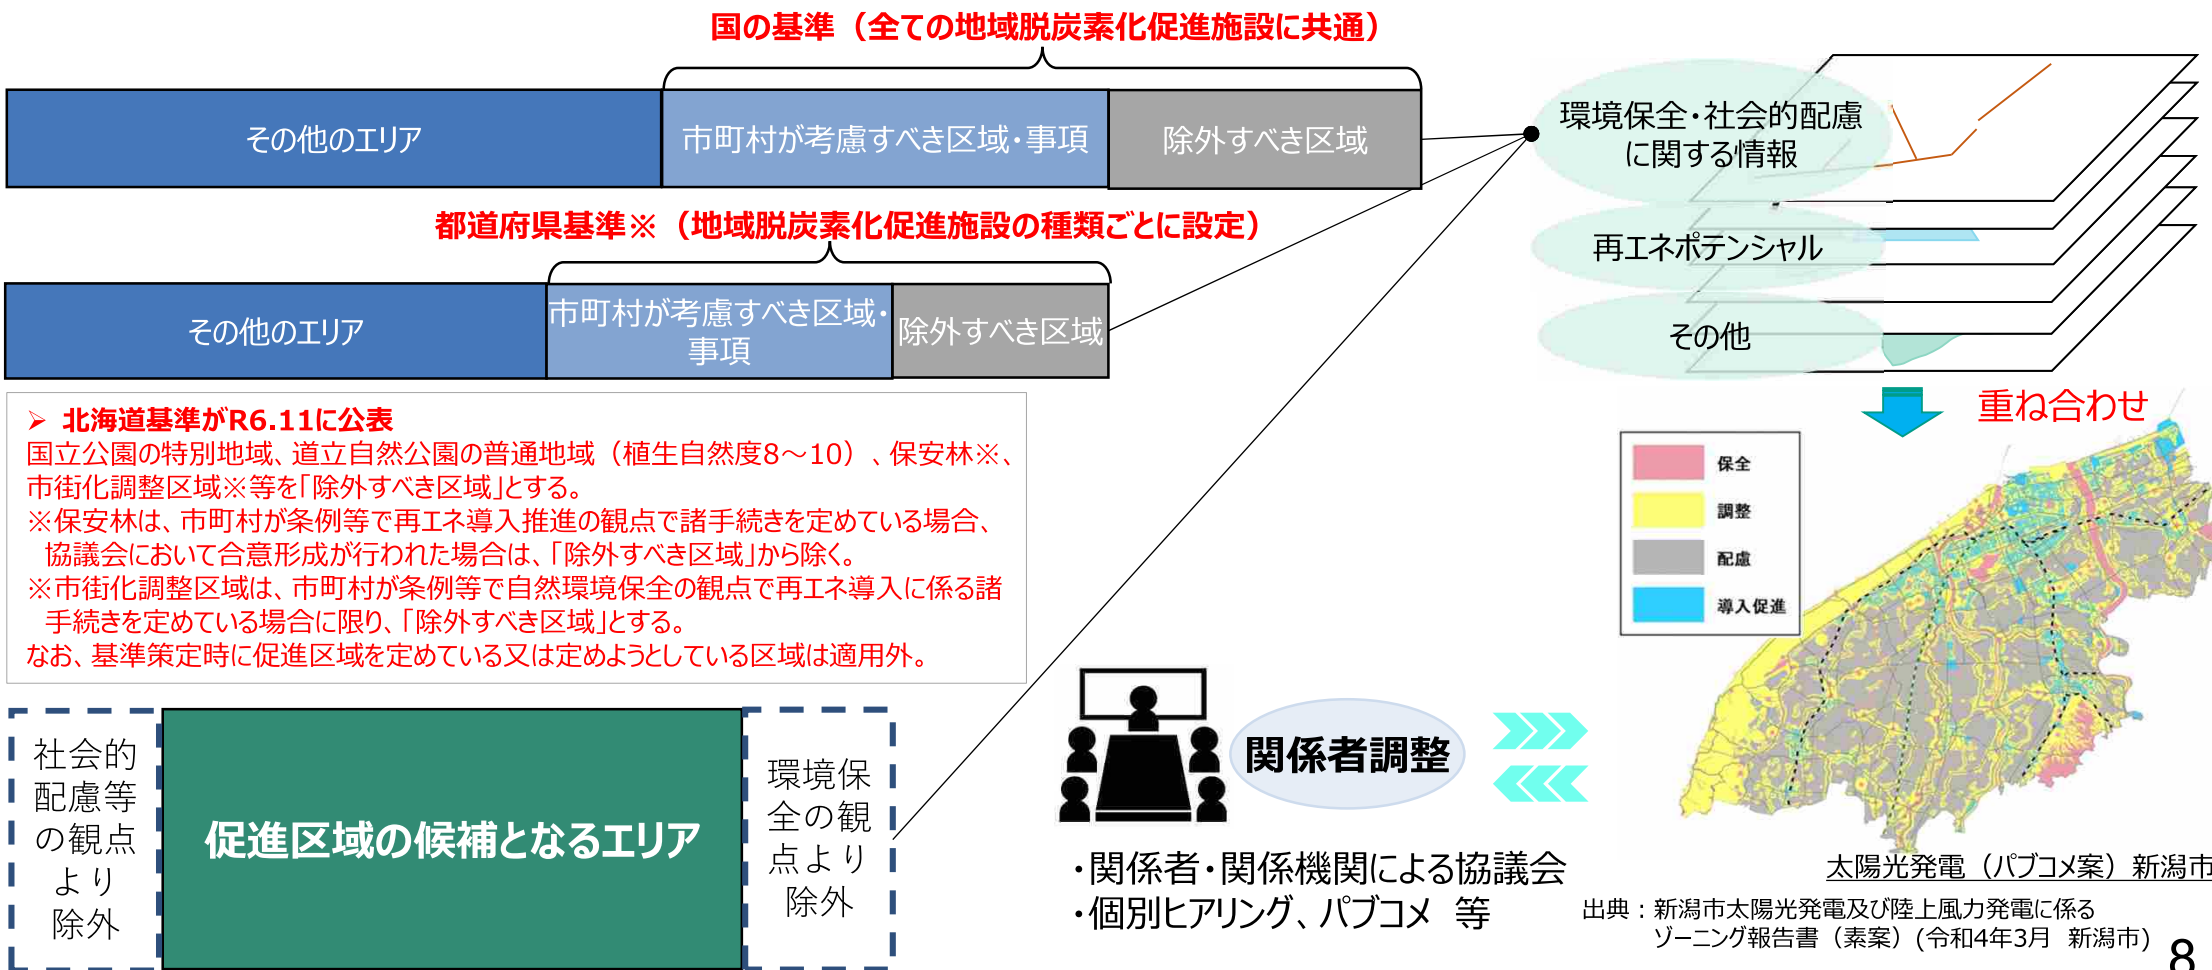 国の基準（全ての地域脱炭素化促進施設に共通）
その他のエリア
市町村が考慮すべき区域・事項
除外すべき区域
都道府県基準※（地域脱炭素化促進施設の種類ごとに設定）
その他のエリア
市町村が考慮すべき区域・
事項
除外すべき区域
➢ 北海道基準がR6.11に公表
国立公園の特別地域、道立自然公園の普通地域（植生自然度8～10）、保安林※、
市街化調整区域※等を「除外すべき区域」とする。
※保安林は、市町村が条例等で再エネ導入推進の観点で諸手続きを定めている場合、
協議会において合意形成が行われた場合は、「除外すべき区域」から除く。
※市街化調整区域は、市町村が条例等で自然環境保全の観点で再エネ導入に係る諸
手続きを定めている場合に限り、「除外すべき区域」とする。
なお、基準策定時に促進区域を定めている又は定めようとしている区域は適用外。
社会的
配慮等
の観点
より
除外
促進区域の候補となるエリア
環境保
全の観
点より
除外
環境保全・社会的配慮
に関する情報
再エネポテンシャル
その他
重ね合わせ
保全
調整
配慮
導入促進
関係者調整
・関係者・関係機関による協議会
・個別ヒアリング、パブコメ 等
太陽光発電（パブコメ案）新潟市
出典：新潟市太陽光発電及び陸上風力発電に係る
ゾーニング報告書（素案）(令和4年3月 新潟市)
8